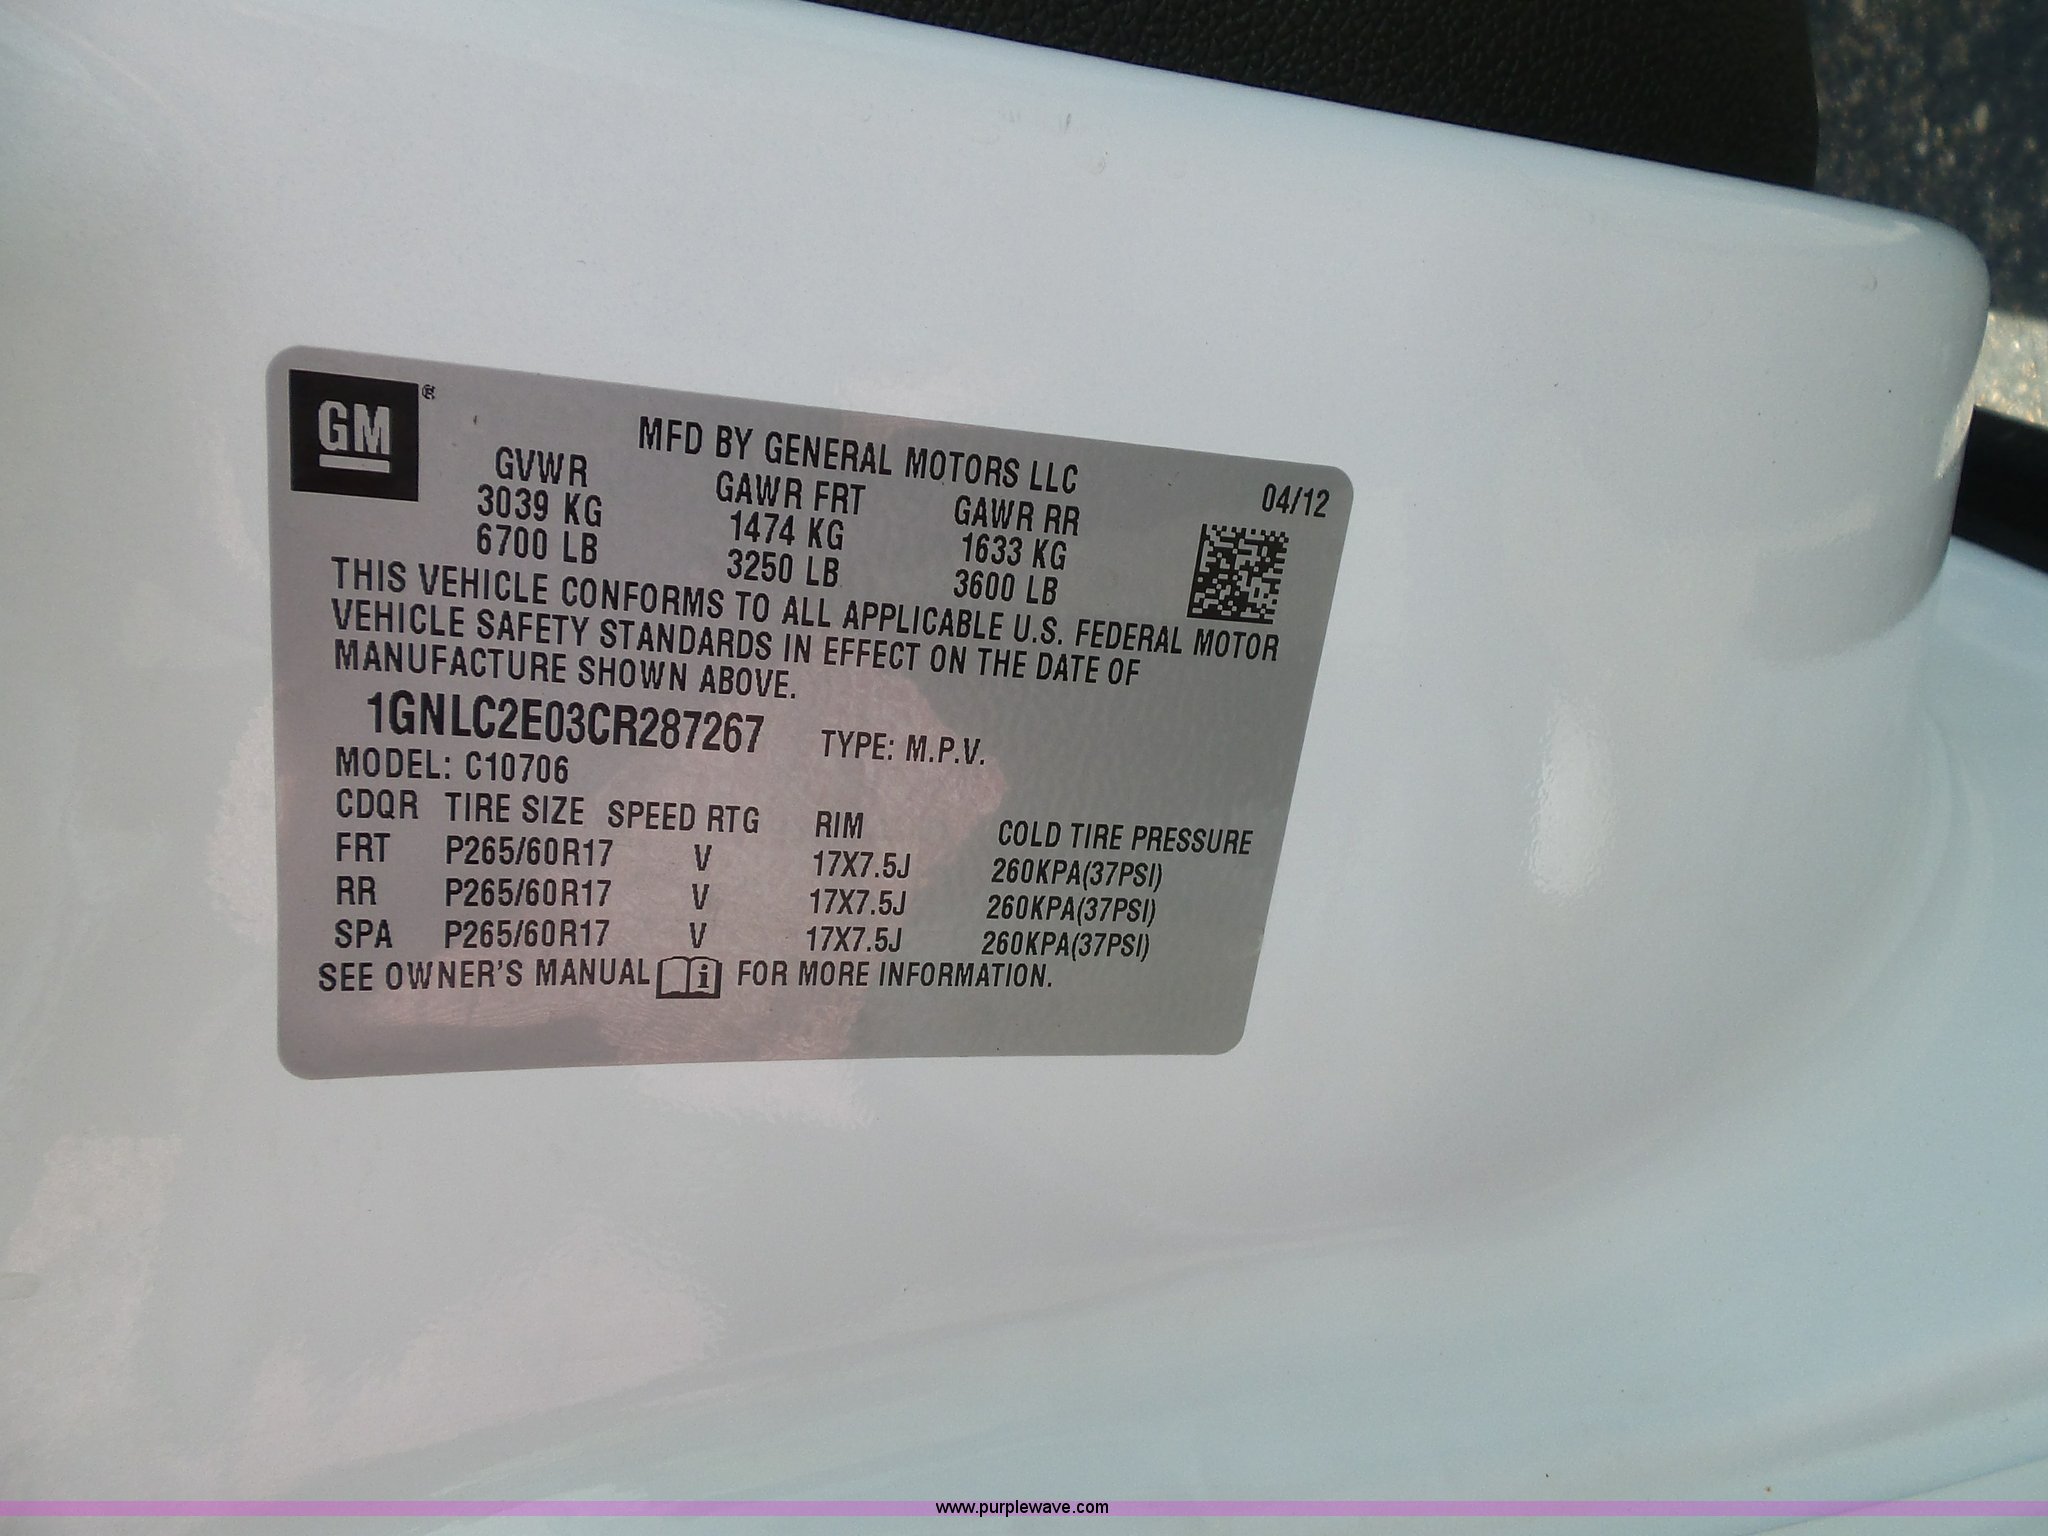 GM ®
MFD BY GENERAL MOTORS LLC
04/12
GVWR GAWR FRT GAWR RR
3039 KG 1474 KG 1633 KG
6700 LB 3250 LB 3600 LB
THIS VEHICLE CONFORMS TO ALL APPLICABLE U.S. FEDERAL MOTOR
VEHICLE SAFETY STANDARDS IN EFFECT ON THE DATE OF
MANUFACTURE SHOWN ABOVE.
1GNLC2E03CR287267 TYPE: M.P.V.
MODEL: C10706
CDQR TIRE SIZE SPEED RTG RIM COLD TIRE PRESSURE
FRT P265/60R17 V 17X7.5J 260KPA(37PSI)
RR P265/60R17 V 17X7.5J 260KPA(37PSI)
SPA P265/60R17 V 17X7.5J 260KPA(37PSI)
SEE OWNER'S MANUAL i FOR MORE INFORMATION.
www.purplewave.com